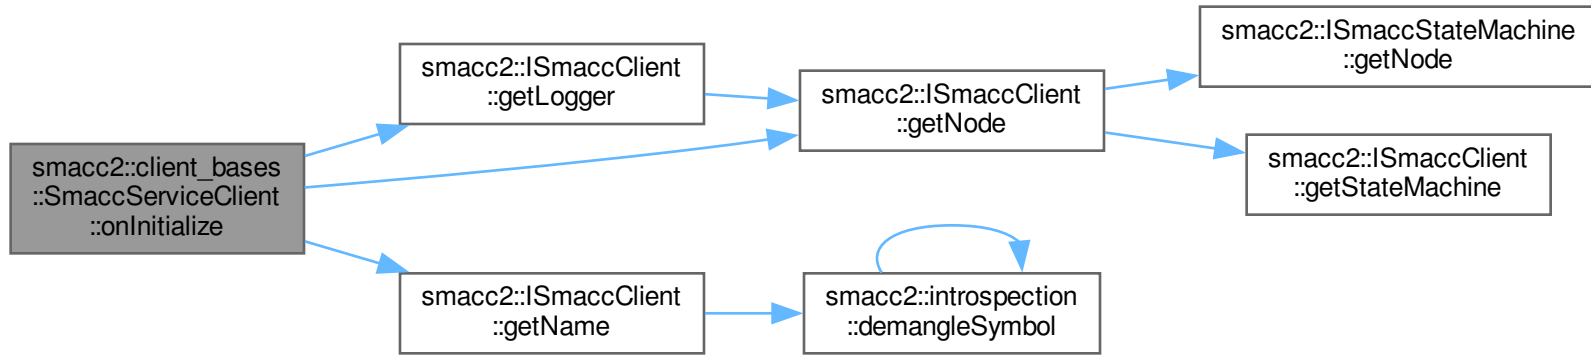 smacc2::client_bases
::SmaccServiceClient
::onInitialize
smacc2::ISmaccClient
::getLogger
smacc2::ISmaccClient
::getNode
smacc2::ISmaccStateMachine
::getNode
smacc2::ISmaccClient
::getStateMachine
smacc2::ISmaccClient
::getName
smacc2::introspection
::demangleSymbol